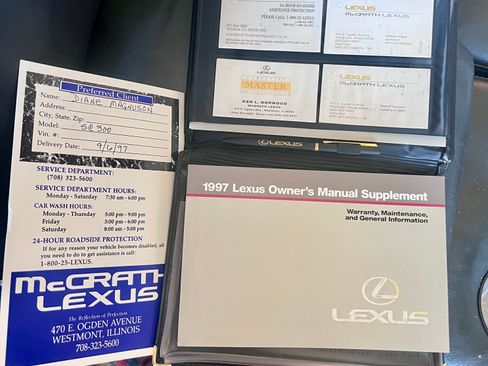 Preferred Client
Name: DIANE MAGNUSON
Address:
City, State, Zip:
Model: SC 300
Vin. #:
Delivery Date: 9/6/97
SERVICE DEPARTMENT:
(708) 323-5600
SERVICE DEPARTMENT HOURS:
Monday - Saturday 7:30 am - 6:00 pm
CAR WASH HOURS:
Monday - Thursday 5:00 pm - 9:00 pm
Friday 3:00 pm - 6:00 pm
Saturday 8:00 am - 5:00 pm
24-HOUR ROADSIDE PROTECTION
If for any reason your vehicle becomes disabled, all
you need to do to get assistance is call:
1-800-25-LEXUS.
McGRATH
LEXUS
The Reflection of Perfection
470 E. OGDEN AVENUE
WESTMONT, ILLINOIS
708-323-5600
24-HOUR ROADSIDE
ASSISTANCE PROTECTION
PLEASE CALL: 1-800-25-LEXUS
McGRATH LEXUS
LEXUS
MASTER
KEN L. NORWOOD
McGRATH LEXUS
McGRATH LEXUS
LEXUS
1997 Lexus Owner's Manual Supplement
Warranty, Maintenance,
and General Information
LEXUS